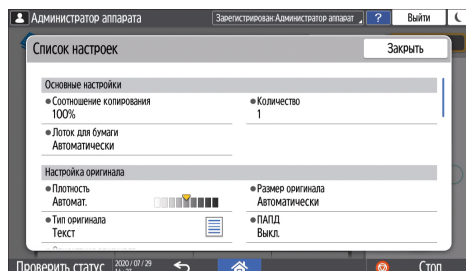 Администратор аппарата
Зарегистрирован:Администратор аппарат
?
Выйти
Список настроек
Закрыть
Основные настройки
Соотношение копирования
100%
Количество
1
Лоток для бумаги
Автоматически
Настройка оригинала
Плотность
Автомат.
Размер оригинала
Автоматически
Тип оригинала
Текст
ПАПД
Выкл.
Проверить статус
2020 / 07 / 29
Стоп